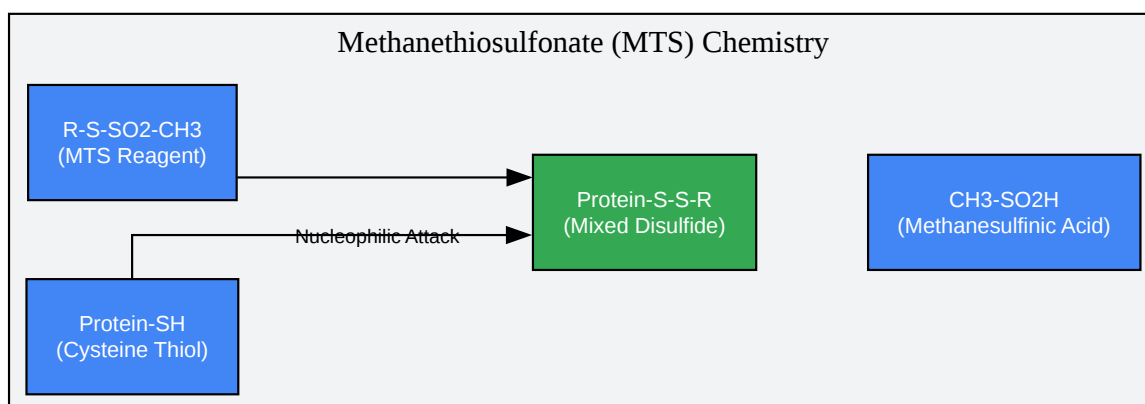 Methanethiosulfonate (MTS) Chemistry
R-S-SO2-CH3
(MTS Reagent)
Protein-S-S-R
(Mixed Disulfide)
CH3-SO2H
(Methanesulfinic Acid)
Nucleophilic Attack
Protein-SH
(Cysteine Thiol)